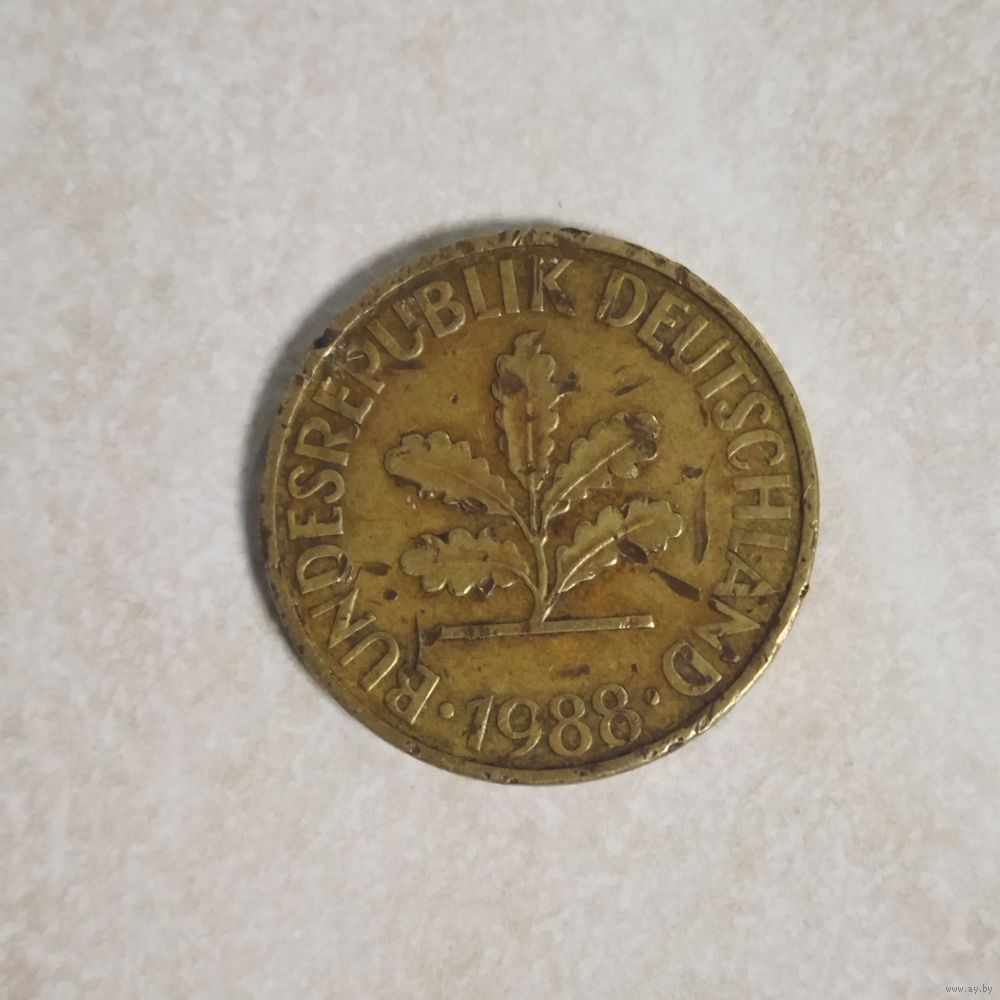 BUNDESREPUBLIK DEUTSCHLAND
· 1988 ·
www.ay.by